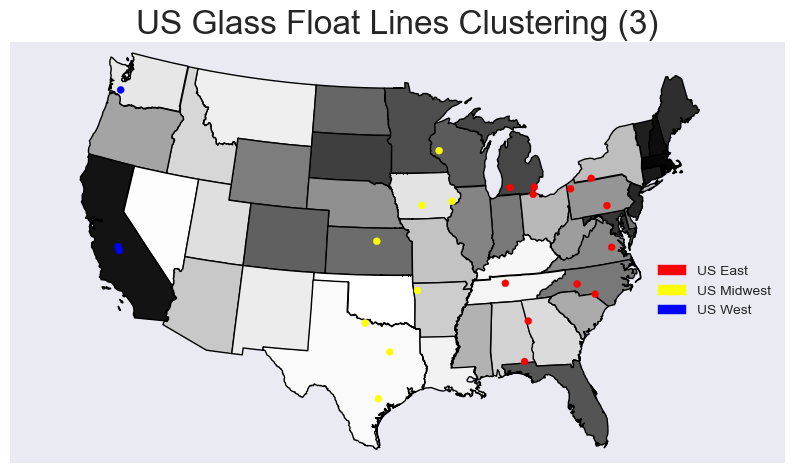 US Glass Float Lines Clustering (3)
US East
US Midwest
US West